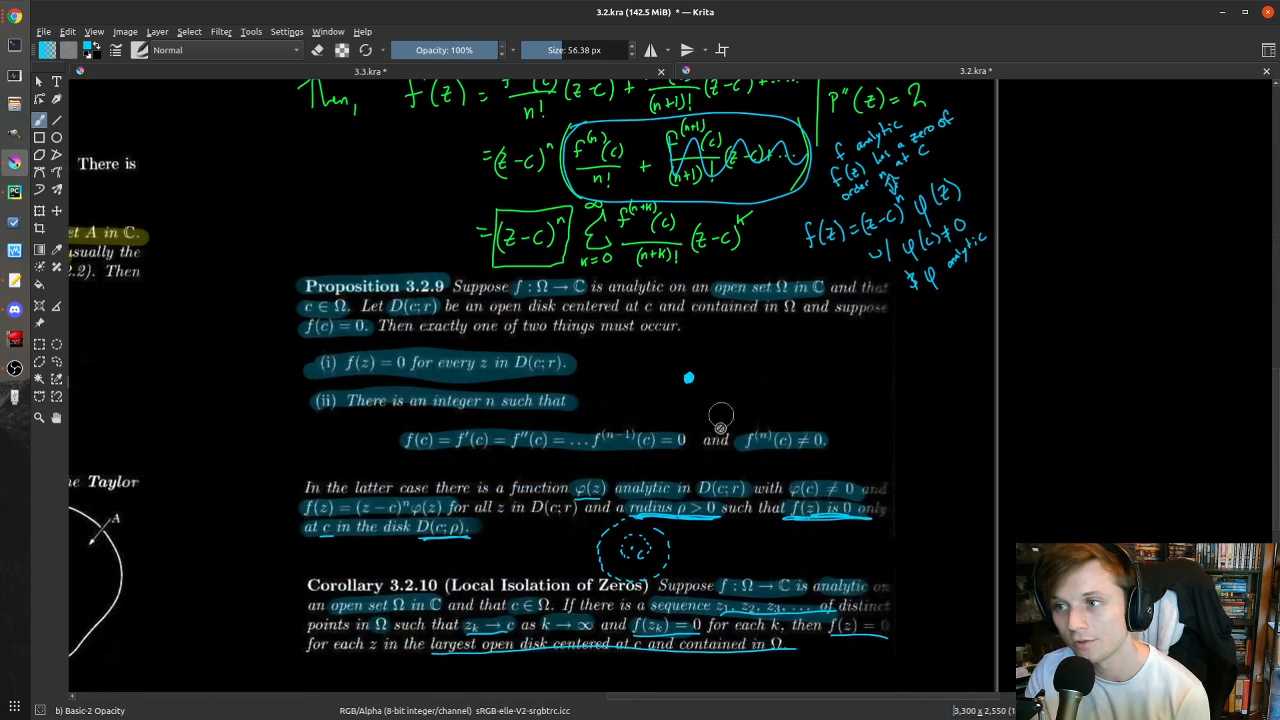 3.2.kra (142.5 MiB) * — Krita
File Edit View Image Layer Select Filter Tools Settings Window Help
Normal
Opacity: 100%
Size: 56.38 px
3.3.kra *
3.2.kra *
Then, f(z) = (z-c)^n + (z-c)^{n+1} + ....
n! (n+1)!
p''(z) = 2
= (z-c)^n ( f^{(n)}(c)/n! + f^{(n+1)}(c)/(n+1)! (z-c) + ... )
f analytic
f(z) has a zero of
order n at c
⇕
f(z) = (z-c)^n φ(z)
w/ φ(c) ≠ 0
& φ analytic
= (z-c)^n ∑_{k=0}^∞ f^{(n+k)}(c)/(n+k)! (z-c)^k
There is
et A in ℂ.
usually the
2.2). Then
he Taylor
A
Proposition 3.2.9 Suppose f : Ω → ℂ is analytic on an open set Ω in ℂ and that
c ∈ Ω. Let D(c; r) be an open disk centered at c and contained in Ω and suppose
f(c) = 0. Then exactly one of two things must occur.
(i) f(z) = 0 for every z in D(c; r).
(ii) There is an integer n such that
f(c) = f′(c) = f″(c) = … f^{(n−1)}(c) = 0 and f^{(n)}(c) ≠ 0.
In the latter case there is a function φ(z) analytic in D(c; r) with φ(c) ≠ 0 and
f(z) = (z − c)^n φ(z) for all z in D(c; r) and a radius ρ > 0 such that f(z) is 0 only
at c in the disk D(c; ρ).
c
Corollary 3.2.10 (Local Isolation of Zeros) Suppose f : Ω → ℂ is analytic on
an open set Ω in ℂ and that c ∈ Ω. If there is a sequence z₁, z₂, z₃, … of distinct
points in Ω such that z_k → c as k → ∞ and f(z_k) = 0 for each k, then f(z) = 0
for each z in the largest open disk centered at c and contained in Ω.
b) Basic-2 Opacity
RGB/Alpha (8-bit integer/channel) sRGB-elle-V2-srgbtrc.icc
3,300 x 2,550 (1